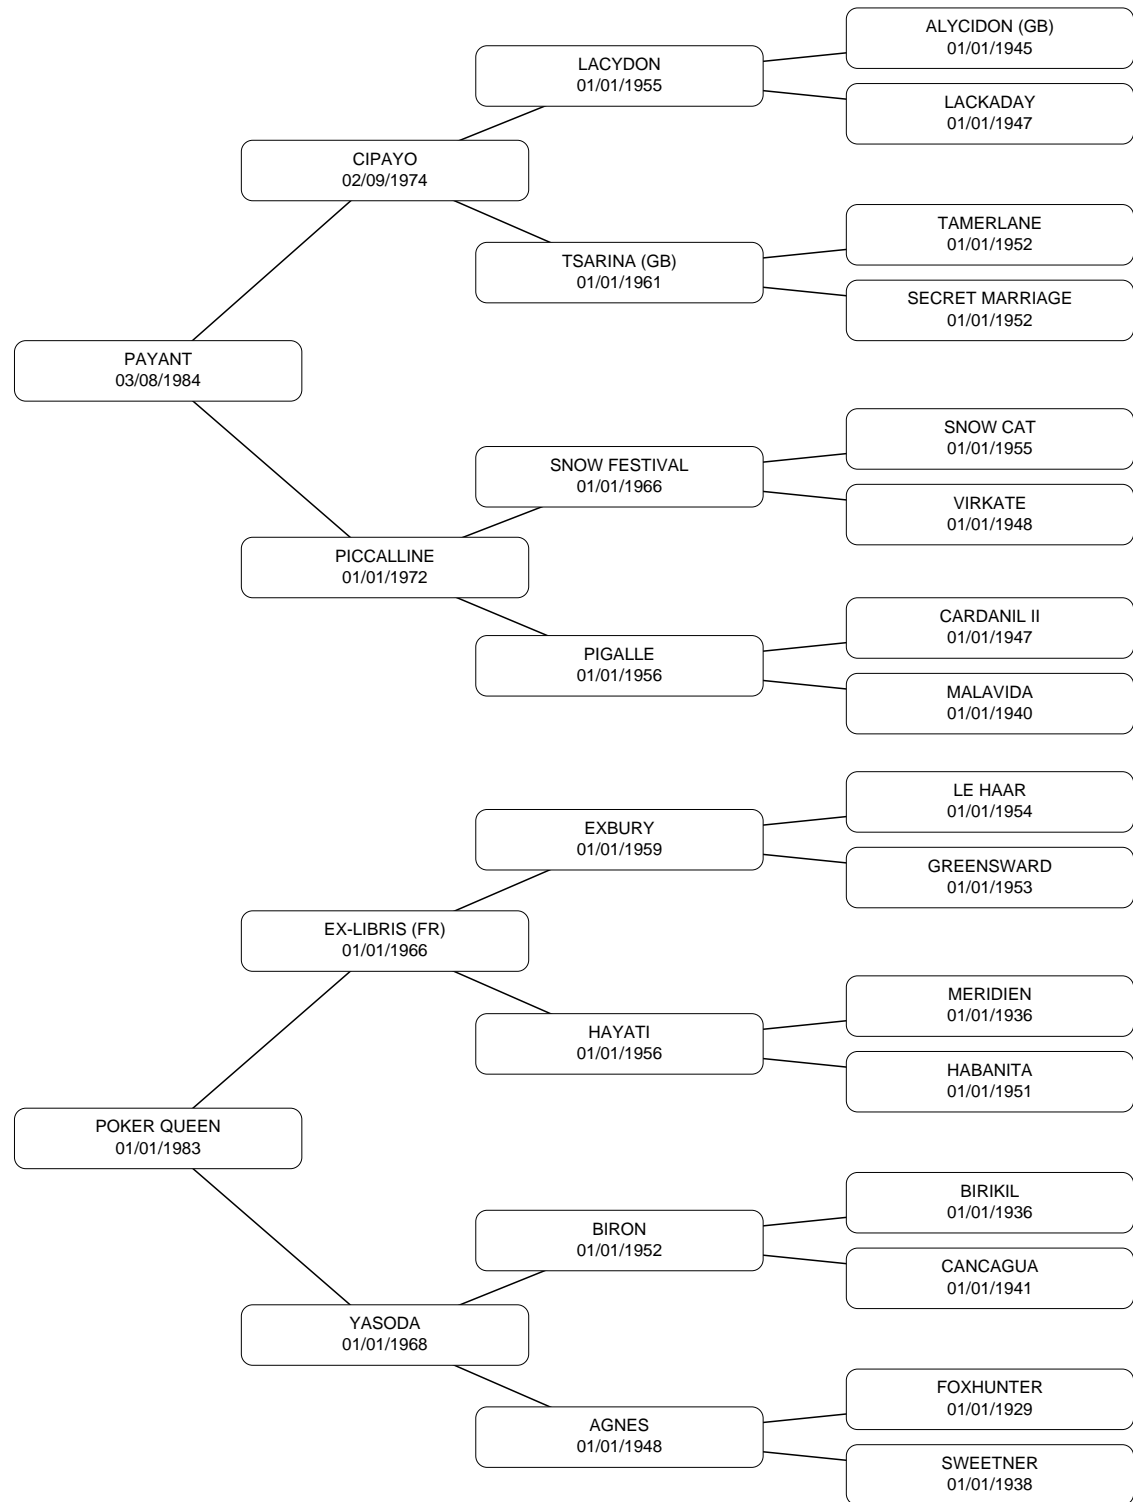 ALYCIDON (GB)
01/01/1945
LACYDON
01/01/1955
LACKADAY
01/01/1947
CIPAYO
02/09/1974
TAMERLANE
01/01/1952
TSARINA (GB)
01/01/1961
SECRET MARRIAGE
01/01/1952
PAYANT
03/08/1984
SNOW CAT
01/01/1955
SNOW FESTIVAL
01/01/1966
VIRKATE
01/01/1948
PICCALLINE
01/01/1972
CARDANIL II
01/01/1947
PIGALLE
01/01/1956
MALAVIDA
01/01/1940
LE HAAR
01/01/1954
EXBURY
01/01/1959
GREENSWARD
01/01/1953
EX-LIBRIS (FR)
01/01/1966
MERIDIEN
01/01/1936
HAYATI
01/01/1956
HABANITA
01/01/1951
POKER QUEEN
01/01/1983
BIRIKIL
01/01/1936
BIRON
01/01/1952
CANCAGUA
01/01/1941
YASODA
01/01/1968
FOXHUNTER
01/01/1929
AGNES
01/01/1948
SWEETNER
01/01/1938